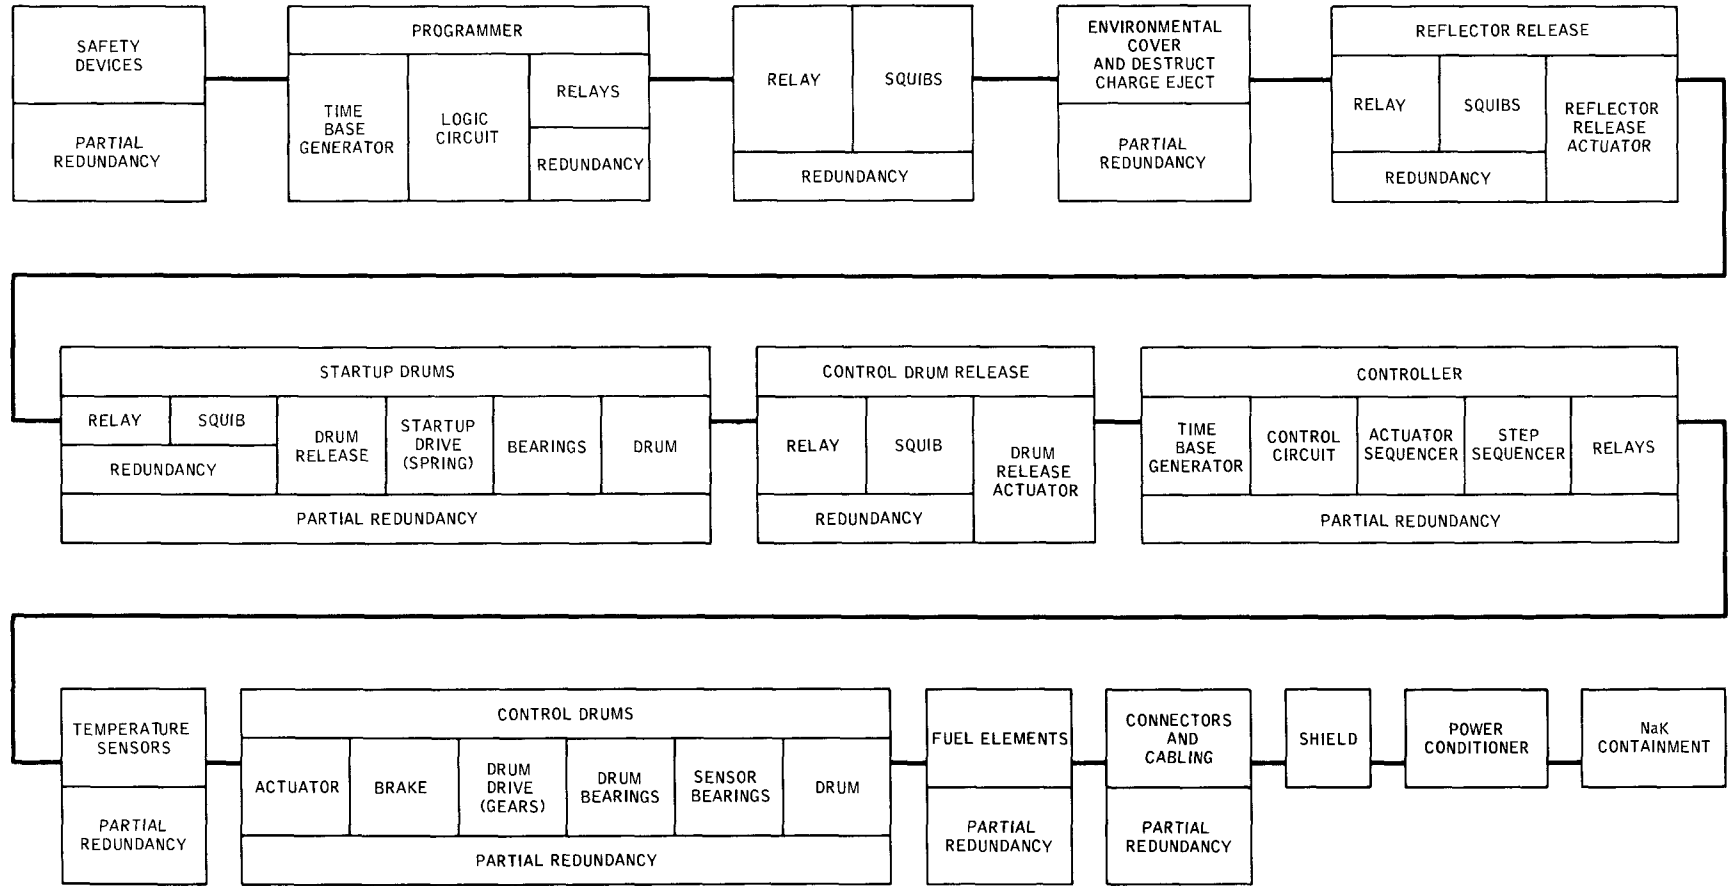 SAFETY
DEVICES
PARTIAL
REDUNDANCY
PROGRAMMER
TIME
BASE
GENERATOR
LOGIC
CIRCUIT
RELAYS
REDUNDANCY
RELAY
SQUIBS
REDUNDANCY
ENVIRONMENTAL
COVER
AND DESTRUCT
CHARGE EJECT
PARTIAL
REDUNDANCY
REFLECTOR RELEASE
RELAY
SQUIBS
REDUNDANCY
REFLECTOR
RELEASE
ACTUATOR
STARTUP DRUMS
RELAY
SQUIB
REDUNDANCY
DRUM
RELEASE
STARTUP
DRIVE
(SPRING)
BEARINGS
DRUM
PARTIAL REDUNDANCY
CONTROL DRUM RELEASE
RELAY
SQUIB
REDUNDANCY
DRUM
RELEASE
ACTUATOR
CONTROLLER
TIME
BASE
GENERATOR
CONTROL
CIRCUIT
ACTUATOR
SEQUENCER
STEP
SEQUENCER
RELAYS
PARTIAL REDUNDANCY
TEMPERATURE
SENSORS
PARTIAL
REDUNDANCY
CONTROL DRUMS
ACTUATOR
BRAKE
DRUM
DRIVE
(GEARS)
DRUM
BEARINGS
SENSOR
BEARINGS
DRUM
PARTIAL REDUNDANCY
FUEL ELEMENTS
PARTIAL
REDUNDANCY
CONNECTORS
AND
CABLING
PARTIAL
REDUNDANCY
SHIELD
POWER
CONDITIONER
NaK
CONTAINMENT